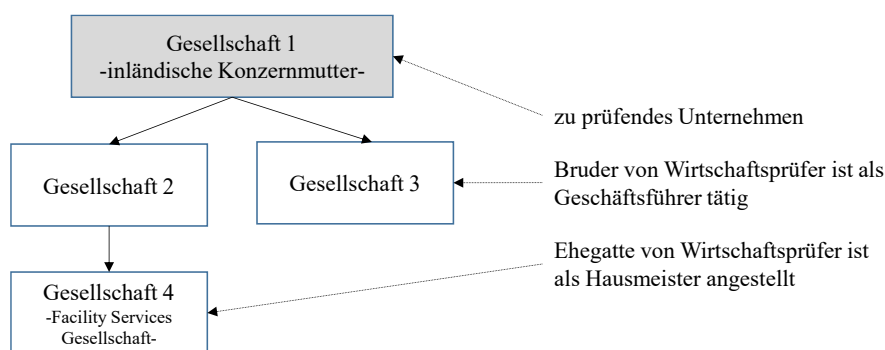 Gesellschaft 1
-inländische Konzernmutter-
zu prüfendes Unternehmen
Gesellschaft 2
Gesellschaft 3
Bruder von Wirtschaftsprüfer ist als
Geschäftsführer tätig
Gesellschaft 4
-Facility Services
Gesellschaft-
Ehegatte von Wirtschaftsprüfer ist
als Hausmeister angestellt